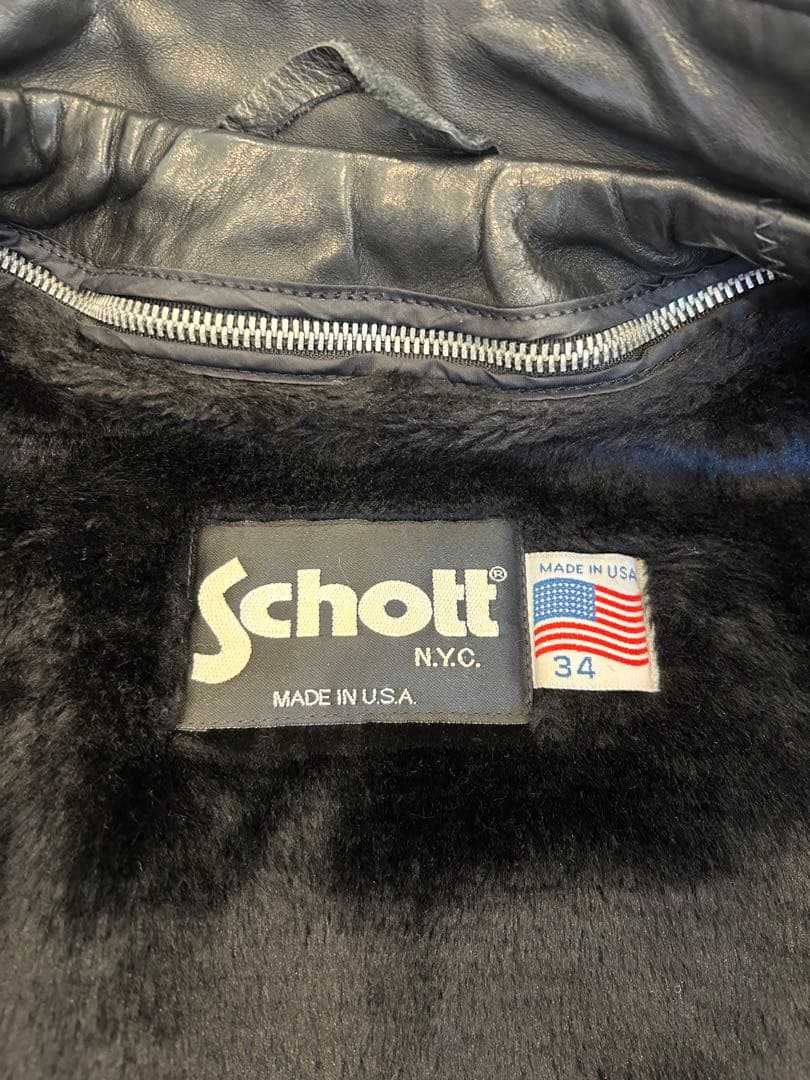 Schott®
N.Y.C.
MADE IN U.S.A.
MADE IN USA
34